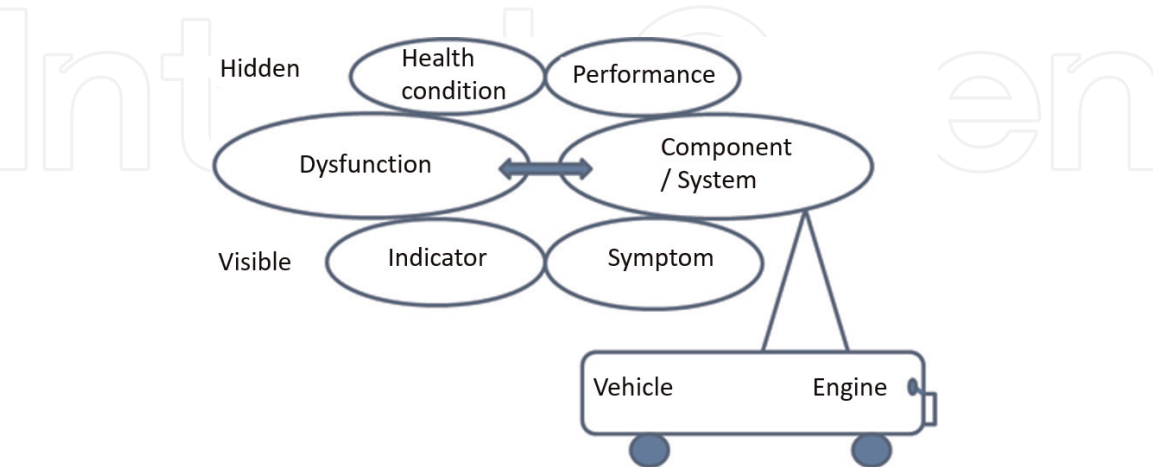 Hidden
Health
condition
Performance
Dysfunction
Component
/ System
Visible
Indicator
Symptom
Vehicle
Engine